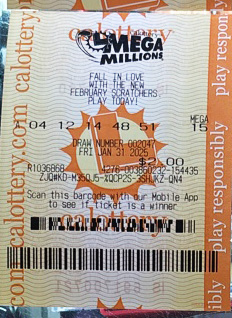 calottery
MEGA
MILLIONS
FALL IN LOVE
WITH THE NEW
FEBRUARY SCRATCHERS.
PLAY TODAY!
MEGA
04 12 14 48 51 15
DRAW NUMBER 00204
FRI JAN 31 2025
$2.00
Scan this barcode with our Mobile App
to see if ticket is a winner
calottery
calottery.com
play responsibly